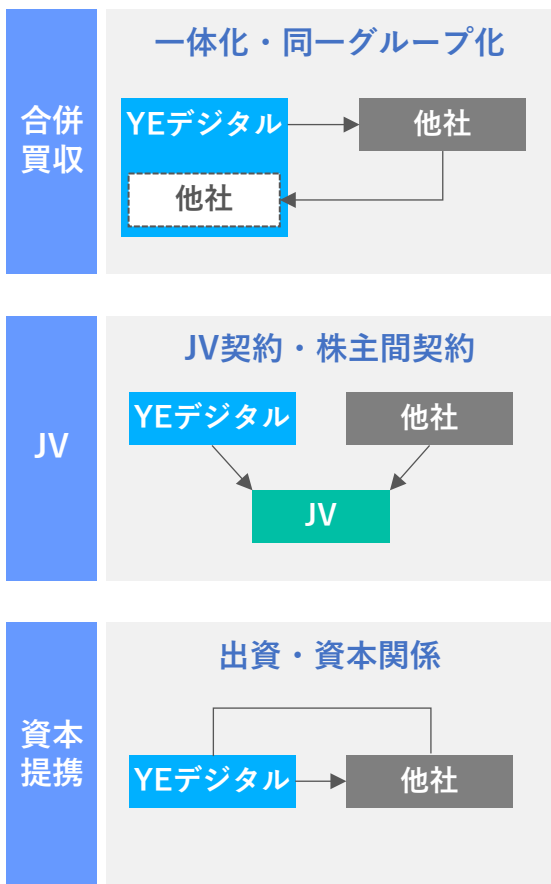 合併
買収
一体化・同一グループ化
YEデジタル
他社
他社
JV
JV契約・株主間契約
YEデジタル
他社
JV
資本
提携
出資・資本関係
YEデジタル
他社